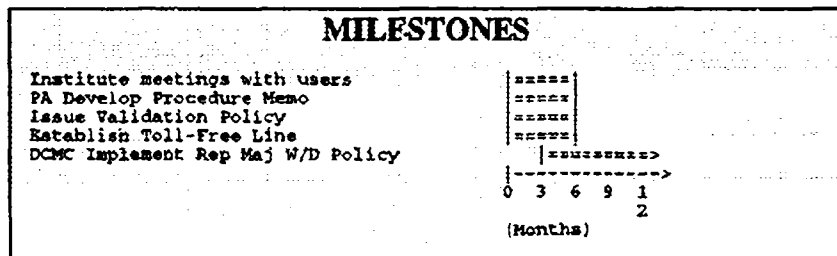 MILESTONES
Institute meetings with users |=====|
PA Develop Procedure Memo |=====|
Issue Validation Policy |=====|
Establish Toll-Free Line |=====|
DCMC Implement Rep Maj W/D Policy |=========>
|------------->
0 3 6 9 1
2
(Months)